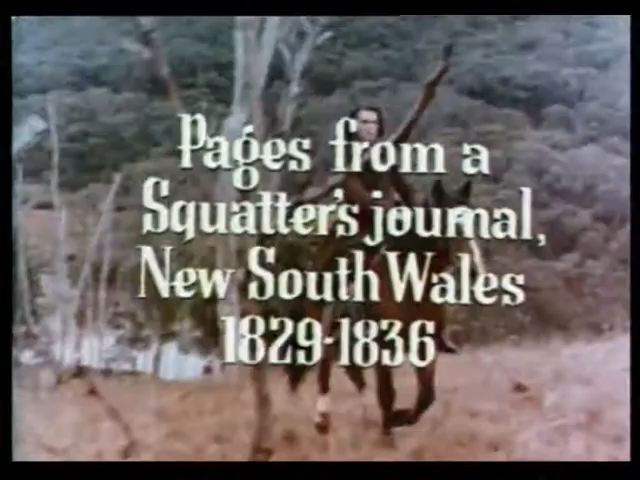 Pages from a
Squatter's journal,
New South Wales
1829-1836